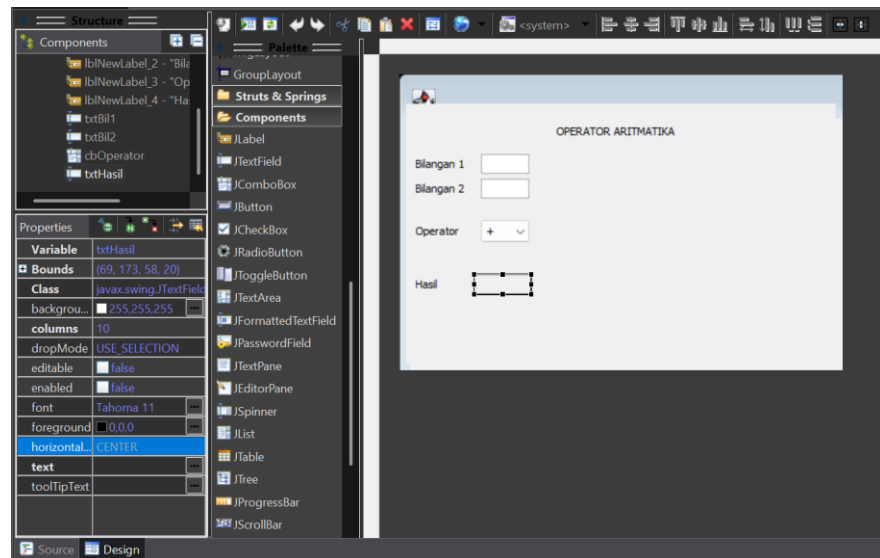 Structure
Components
lblNewLabel_2 - "Bila
lblNewLabel_3 - "Op
lblNewLabel_4 - "Ha
txtBil1
txtBil2
cbOperator
txtHasil
Properties
Variable txtHasil
Bounds (69, 173, 58, 20)
Class javax.swing.JTextField
backgrou... 255,255,255 ...
columns 10
dropMode USE_SELECTION
editable false
enabled false
font Tahoma 11 ...
foreground 0,0,0 ...
horizontal... CENTER
text ...
toolTipText ...
Source Design
<system>
Palette
GroupLayout
Struts & Springs
Components
JLabel
JTextField
JComboBox
JButton
JCheckBox
JRadioButton
JToggleButton
JTextArea
JFormattedTextField
JPasswordField
JTextPane
JEditorPane
JSpinner
JList
JTable
JTree
JProgressBar
JScrollBar
OPERATOR ARITMATIKA
Bilangan 1
Bilangan 2
Operator +
Hasil